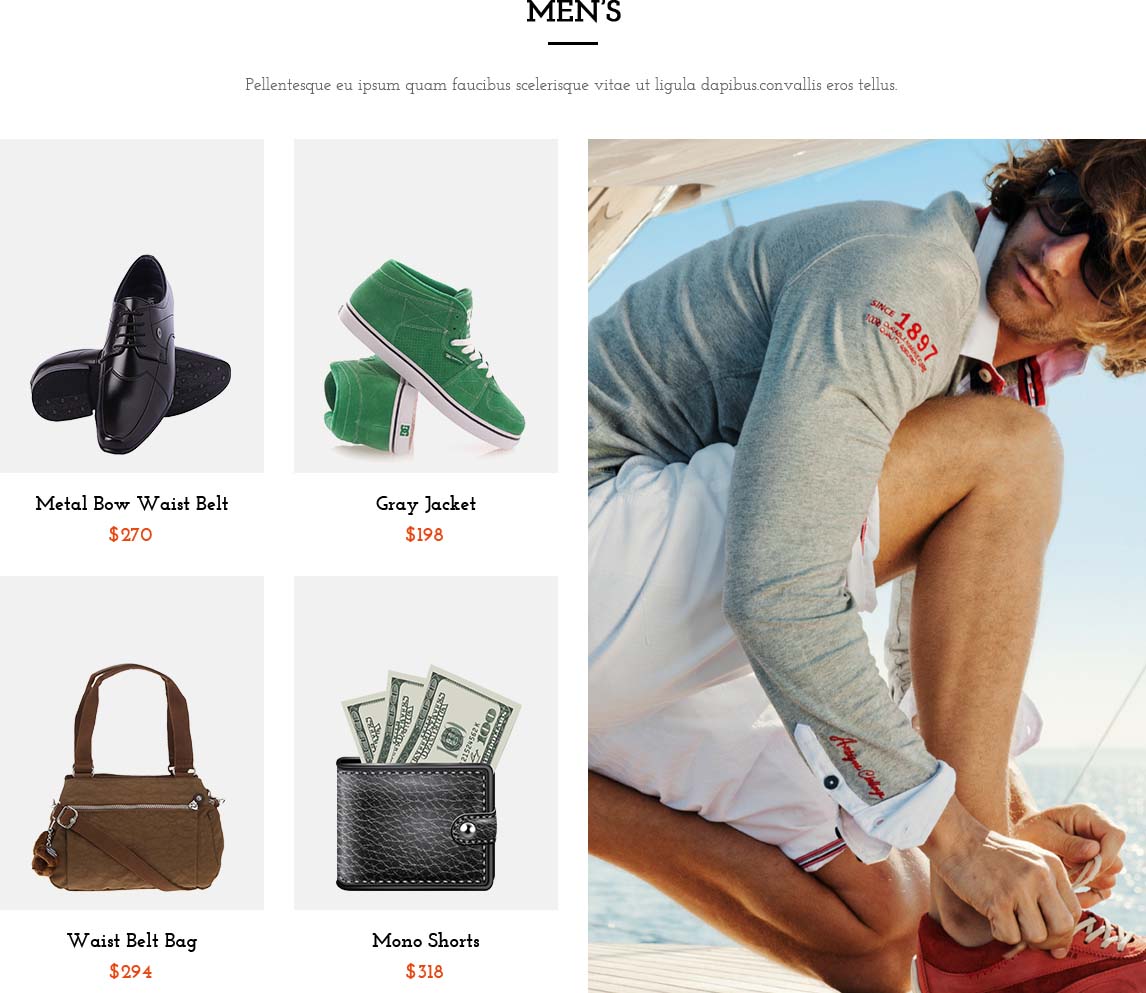 MEN'S
Pellentesque eu ipsum quam faucibus scelerisque vitae ut ligula dapibus.convallis eros tellus.
Metal Bow Waist Belt
$270
Gray Jacket
$198
Waist Belt Bag
$294
Mono Shorts
$318
SINCE 1897
100